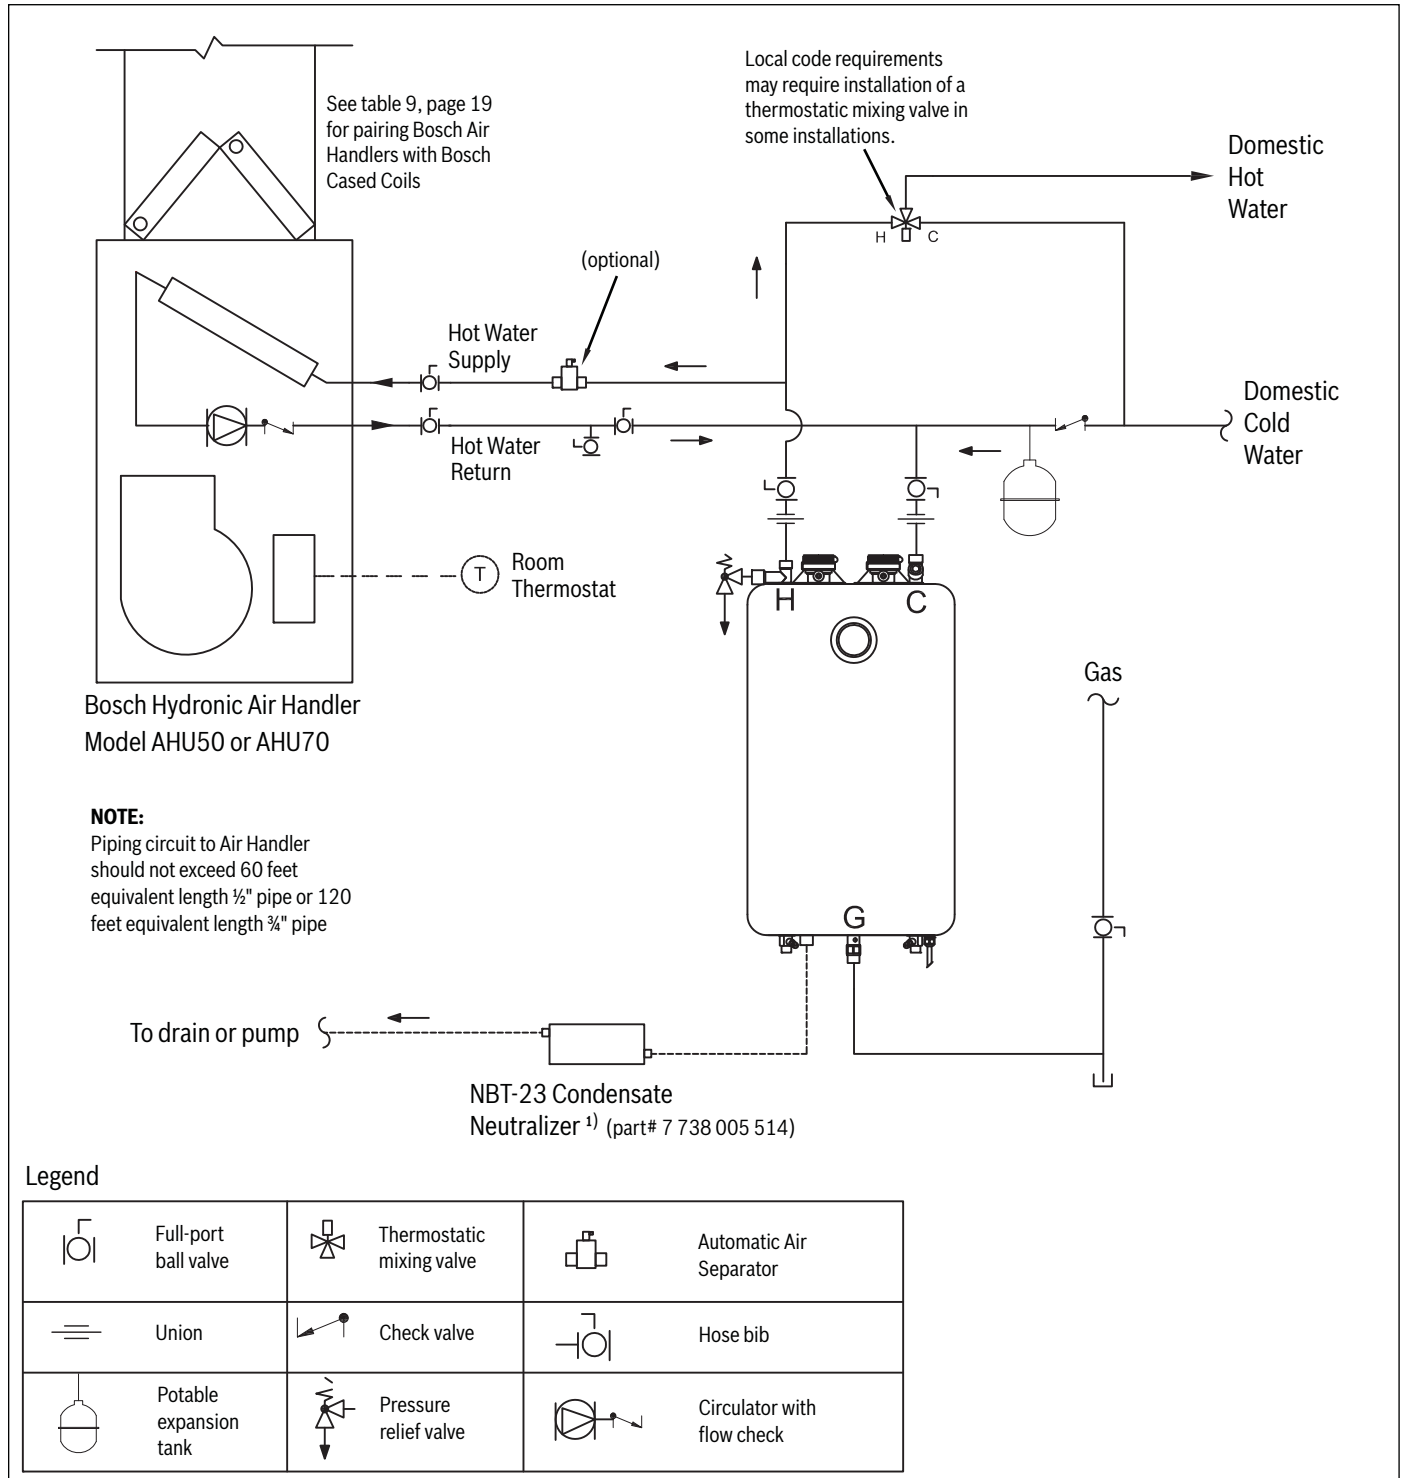 See table 9, page 19
for pairing Bosch Air
Handlers with Bosch
Cased Coils
Local code requirements
may require installation of a
thermostatic mixing valve in
some installations.
Domestic
Hot
Water
H
C
(optional)
Hot Water
Supply
Hot Water
Return
Domestic
Cold
Water
T
Room
Thermostat
H
C
Bosch Hydronic Air Handler
Model AHU50 or AHU70
Gas
NOTE:
Piping circuit to Air Handler
should not exceed 60 feet
equivalent length ½" pipe or 120
feet equivalent length ¾" pipe
G
To drain or pump
NBT-23 Condensate
Neutralizer ¹⁾ (part# 7 738 005 514)
Legend
Full-port
ball valve
Thermostatic
mixing valve
Automatic Air
Separator
Union
Check valve
Hose bib
Potable
expansion
tank
Pressure
relief valve
Circulator with
flow check